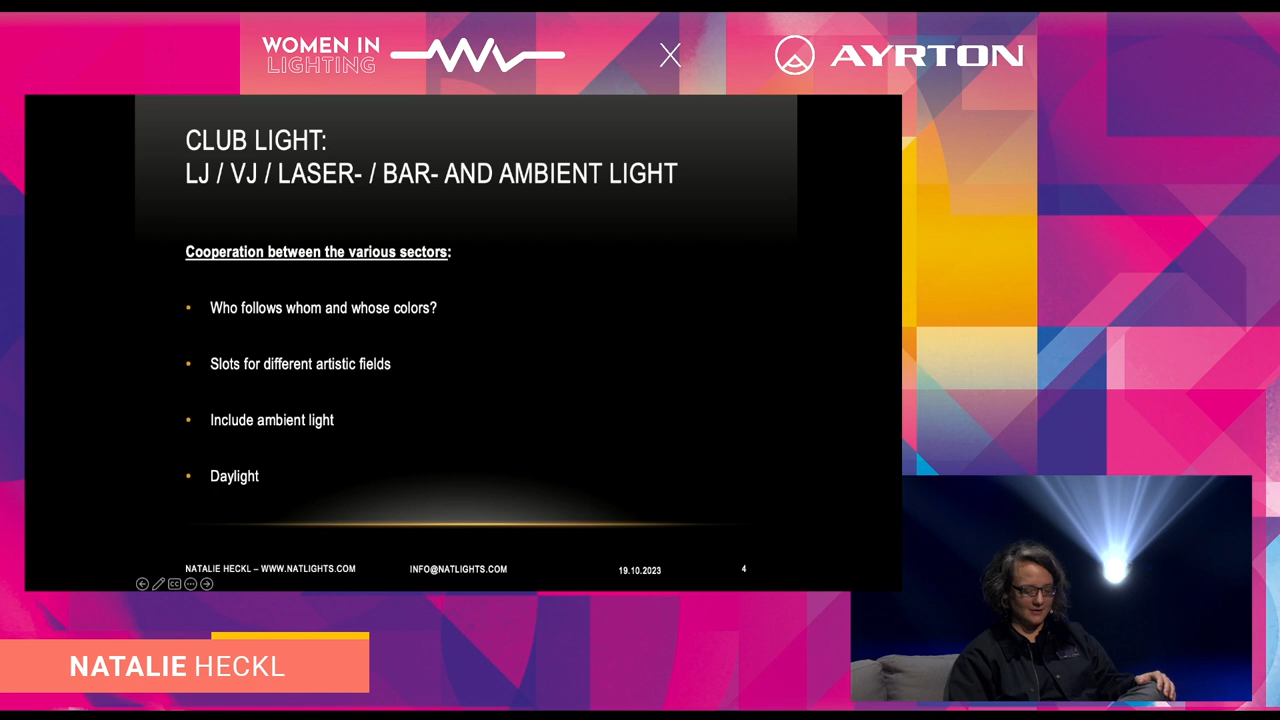 WOMEN IN
LIGHTING
X
AYRTON
CLUB LIGHT:
LJ / VJ / LASER- / BAR- AND AMBIENT LIGHT
Cooperation between the various sectors:
• Who follows whom and whose colors?
• Slots for different artistic fields
• Include ambient light
• Daylight
NATALIE HECKL – WWW.NATLIGHTS.COM
INFO@NATLIGHTS.COM
19.10.2023
4
CC
NATALIE HECKL